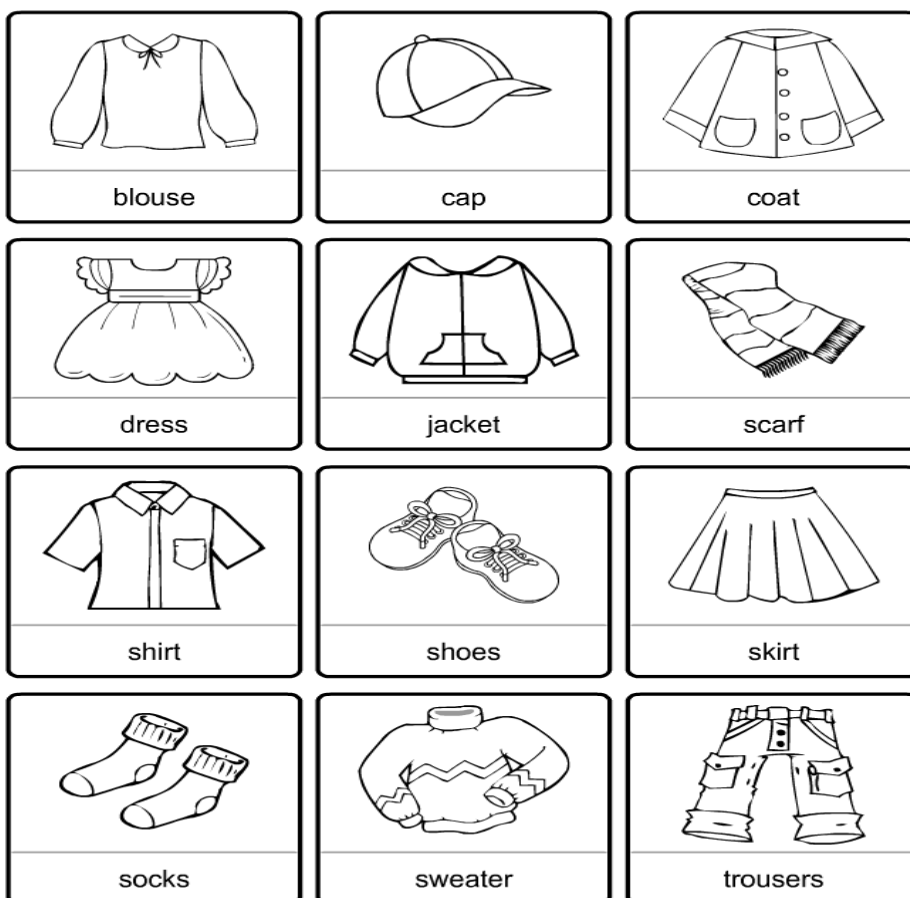 blouse
cap
coat
dress
jacket
scarf
shirt
shoes
skirt
socks
sweater
trousers